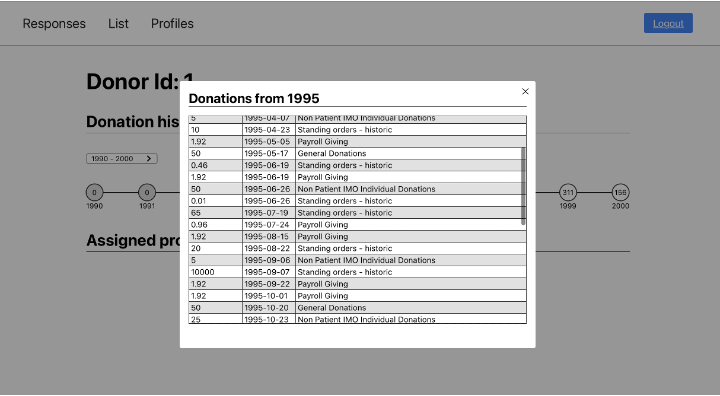 Responses List Profiles Logout
Donor Id: 1
Donation his
1990 - 2000
0 0 311 156
1990 1991 1999 2000
Assigned pro
Donations from 1995
5 1995-04-07 Non Patient IMO Individual Donations
10 1995-04-23 Standing orders - historic
1.92 1995-05-05 Payroll Giving
50 1995-05-17 General Donations
0.46 1995-06-19 Standing orders - historic
1.92 1995-06-19 Payroll Giving
50 1995-06-26 Non Patient IMO Individual Donations
0.01 1995-06-26 Standing orders - historic
65 1995-07-19 Standing orders - historic
0.96 1995-07-24 Payroll Giving
1.92 1995-08-15 Payroll Giving
20 1995-08-22 Standing orders - historic
5 1995-09-06 Non Patient IMO Individual Donations
10000 1995-09-07 Standing orders - historic
1.92 1995-09-22 Payroll Giving
1.92 1995-10-01 Payroll Giving
50 1995-10-20 General Donations
25 1995-10-23 Non Patient IMO Individual Donations